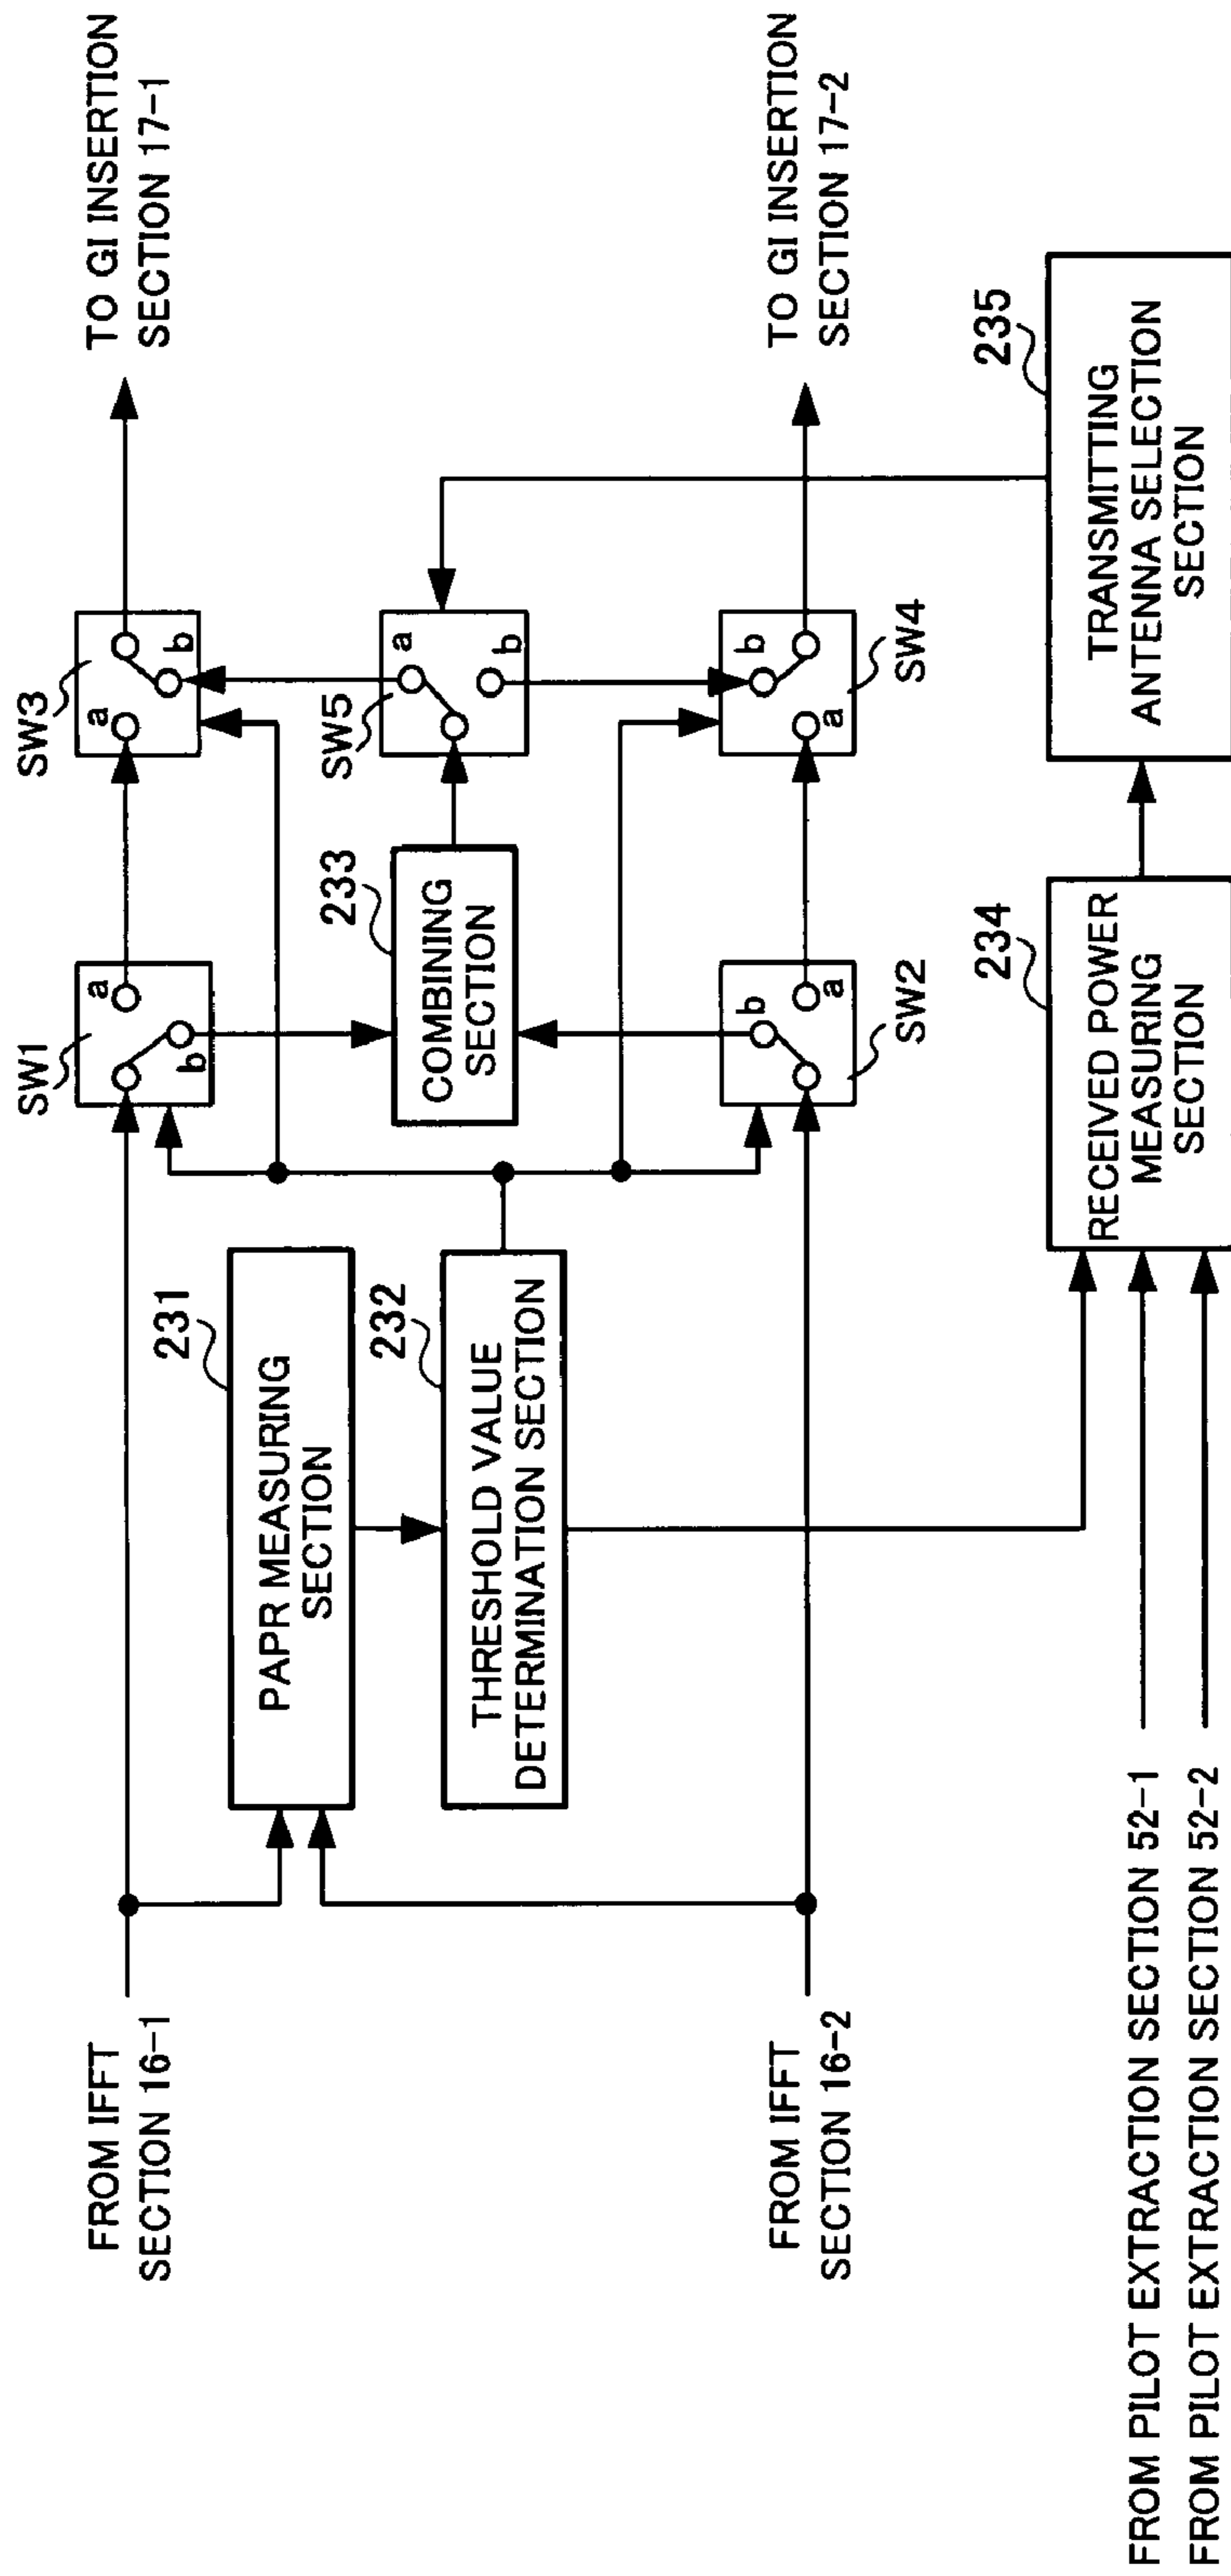 FROM IFFT
SECTION 16-1
FROM IFFT
SECTION 16-2
FROM PILOT EXTRACTION SECTION 52-1
FROM PILOT EXTRACTION SECTION 52-2
231
PAPR MEASURING
SECTION
232
THRESHOLD VALUE
DETERMINATION SECTION
SW1
a
b
233
COMBINING
SECTION
b
a
SW2
234
RECEIVED POWER
MEASURING
SECTION
SW3
a
b
SW5
a
b
b
a
SW4
235
TRANSMITTING
ANTENNA SELECTION
SECTION
TO GI INSERTION
SECTION 17-1
TO GI INSERTION
SECTION 17-2